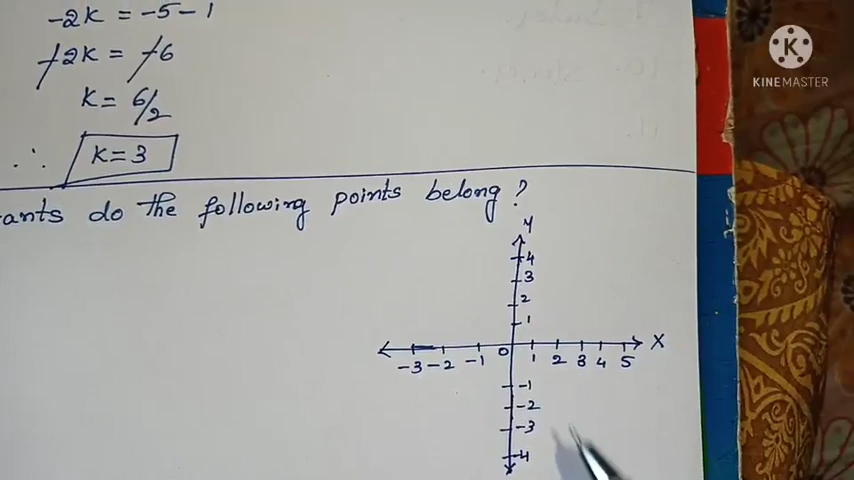 -2k = -5-1
-2k = -6
k = 6/2
∴ k=3
ants do the following points belong?
Y
4
3
2
1
-3 -2 -1 0 1 2 3 4 5 X
-1
-2
-3
-4
K
KINEMASTER